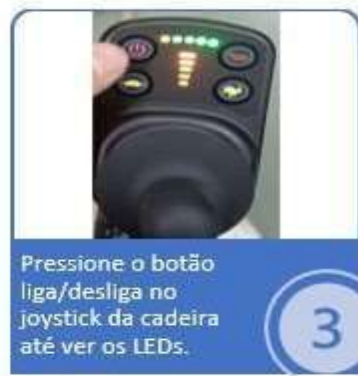 Pressione o botão
liga/desliga no
joystick da cadeira
até ver os LEDs.
3